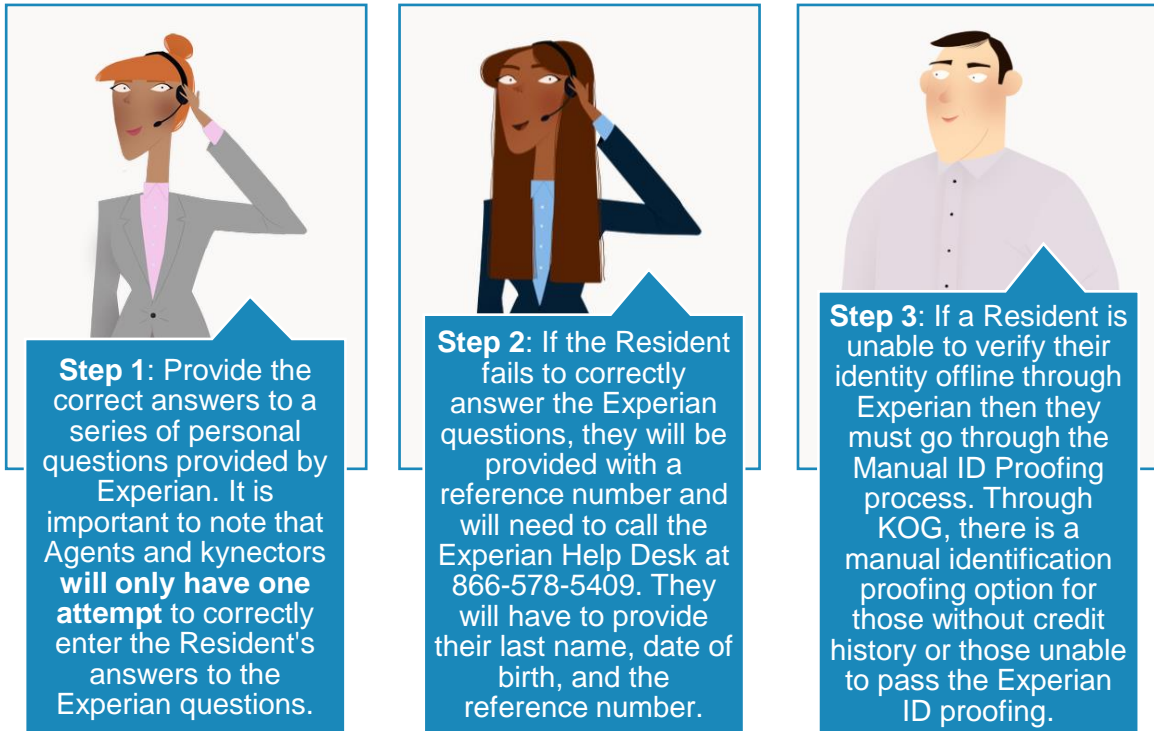 Step 1: Provide the
correct answers to a
series of personal
questions provided by
Experian. It is
important to note that
Agents and kynectors
will only have one
attempt to correctly
enter the Resident's
answers to the
Experian questions.
Step 2: If the Resident
fails to correctly
answer the Experian
questions, they will be
provided with a
reference number and
will need to call the
Experian Help Desk at
866-578-5409. They
will have to provide
their last name, date of
birth, and the
reference number.
Step 3: If a Resident is
unable to verify their
identity offline through
Experian then they
must go through the
Manual ID Proofing
process. Through
KOG, there is a
manual identification
proofing option for
those without credit
history or those unable
to pass the Experian
ID proofing.